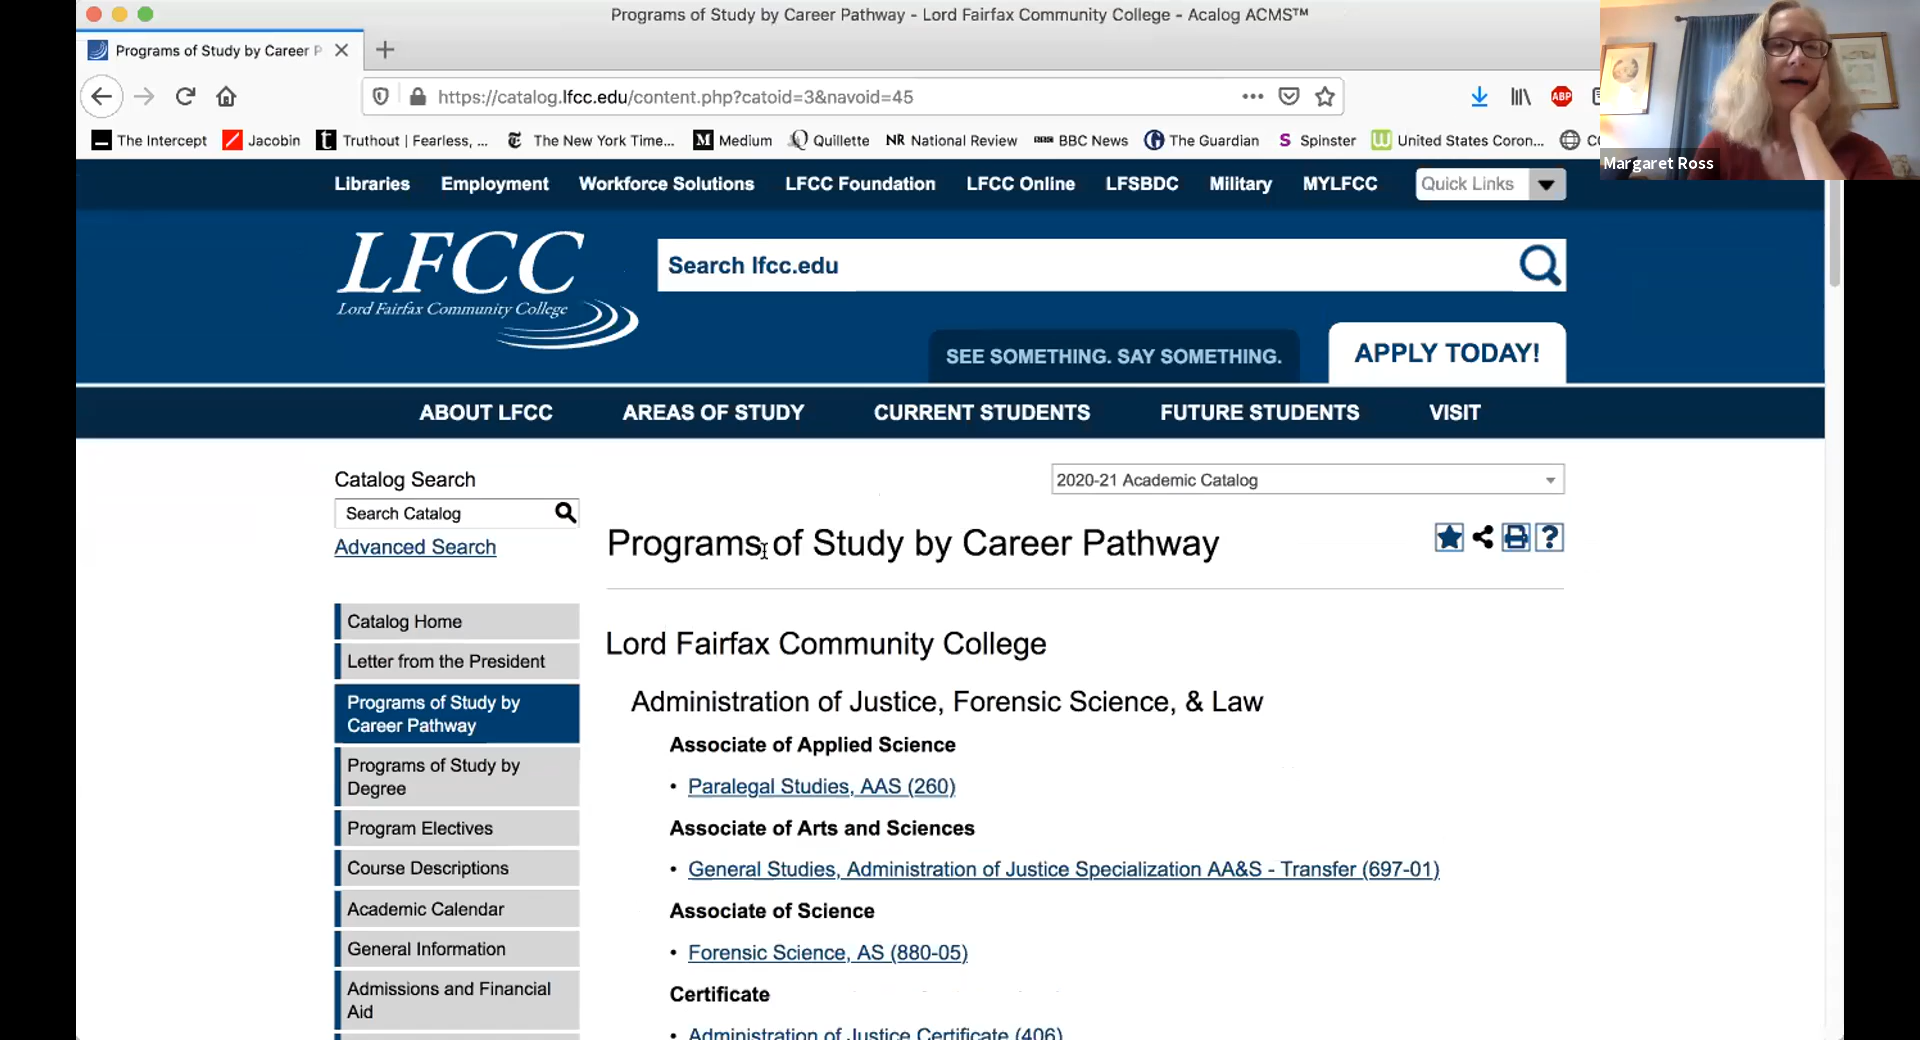 Programs of Study by Career Pathway - Lord Fairfax Community College - Acalog ACMS™
Programs of Study by Career P
https://catalog.lfcc.edu/content.php?catoid=3&navoid=45
ABP
The Intercept
Jacobin
t Truthout | Fearless, ...
The New York Time...
M Medium
Quillette
NR National Review
BBC News
The Guardian
S Spinster
United States Coron...
Margaret Ross
Libraries
Employment
Workforce Solutions
LFCC Foundation
LFCC Online
LFSBDC
Military
MYLFCC
Quick Links
LFCC
Lord Fairfax Community College
Search lfcc.edu
SEE SOMETHING. SAY SOMETHING.
APPLY TODAY!
ABOUT LFCC
AREAS OF STUDY
CURRENT STUDENTS
FUTURE STUDENTS
VISIT
Catalog Search
Search Catalog
Advanced Search
2020-21 Academic Catalog
Catalog Home
Letter from the President
Programs of Study by
Career Pathway
Programs of Study by
Degree
Program Electives
Course Descriptions
Academic Calendar
General Information
Admissions and Financial
Aid
Programs of Study by Career Pathway
?
Lord Fairfax Community College
Administration of Justice, Forensic Science, & Law
Associate of Applied Science
• Paralegal Studies, AAS (260)
Associate of Arts and Sciences
• General Studies, Administration of Justice Specialization AA&S - Transfer (697-01)
Associate of Science
• Forensic Science, AS (880-05)
Certificate
• Administration of Justice Certificate (406)